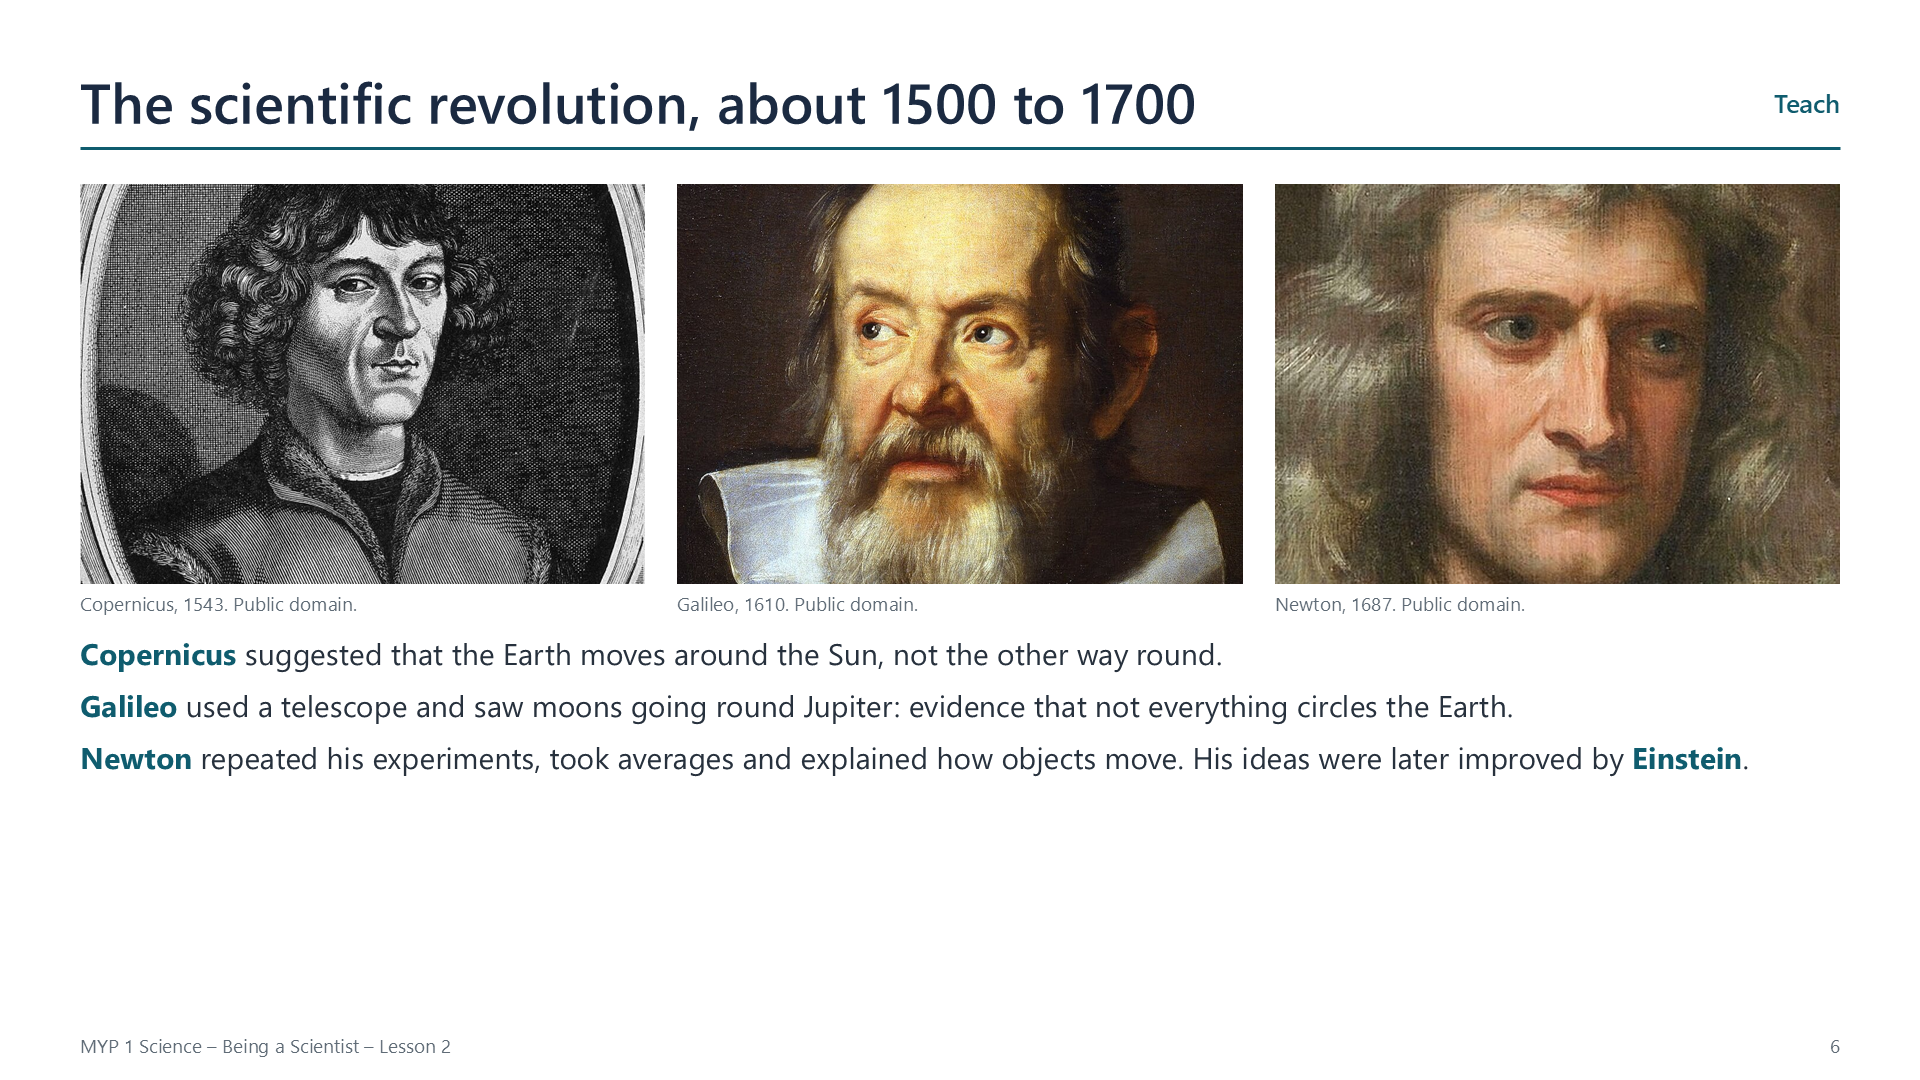 The scientific revolution, about 1500 to 1700
Teach
Copernicus, 1543. Public domain.
Galileo, 1610. Public domain.
Newton, 1687. Public domain.
Copernicus suggested that the Earth moves around the Sun, not the other way round.
Galileo used a telescope and saw moons going round Jupiter: evidence that not everything circles the Earth.
Newton repeated his experiments, took averages and explained how objects move. His ideas were later improved by Einstein.
MYP 1 Science – Being a Scientist – Lesson 2
6